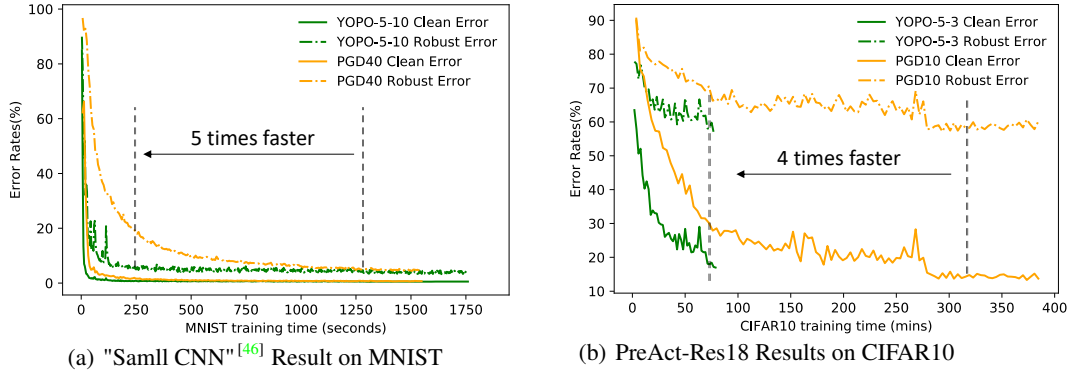 YOPO-5-10 Clean Error
YOPO-5-10 Robust Error
PGD40 Clean Error
PGD40 Robust Error
5 times faster
Error Rates(%)
100
80
60
40
20
0
0 250 500 750 1000 1250 1500 1750
MNIST training time (seconds)
(a) "Samll CNN" [46] Result on MNIST
YOPO-5-3 Clean Error
YOPO-5-3 Robust Error
PGD10 Clean Error
PGD10 Robust Error
4 times faster
Error Rates(%)
90
80
70
60
50
40
30
20
10
0 50 100 150 200 250 300 350 400
CIFAR10 training time (mins)
(b) PreAct-Res18 Results on CIFAR10